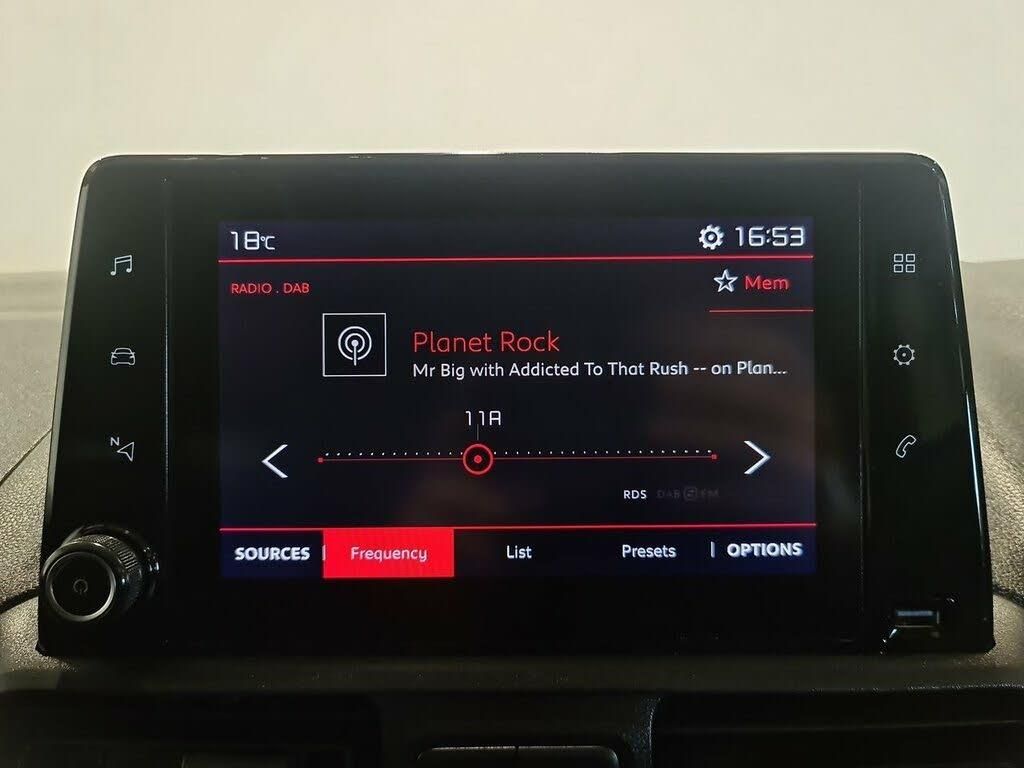 18°C
16:53
RADIO . DAB
Mem
Planet Rock
Mr Big with Addicted To That Rush -- on Plan...
11A
N
RDS DAB FM
SOURCES | Frequency List Presets | OPTIONS